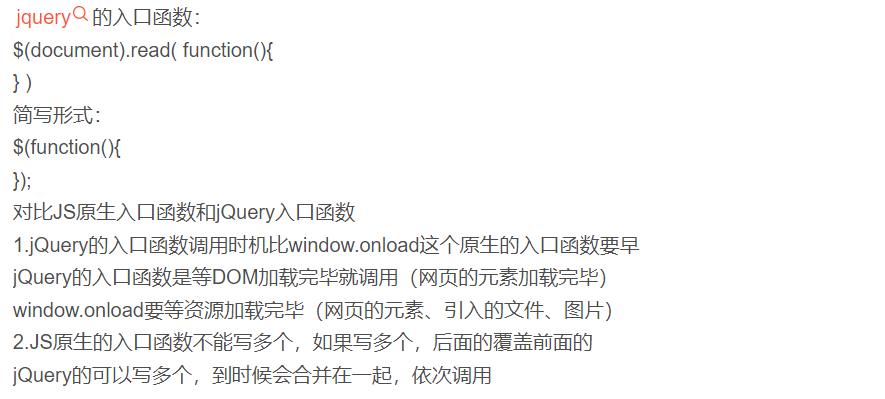 jquery的入口函数：
$(document).read( function(){
} )
简写形式：
$(function(){
});
对比JS原生入口函数和jQuery入口函数
1.jQuery的入口函数调用时机比window.onload这个原生的入口函数要早
jQuery的入口函数是等DOM加载完毕就调用（网页的元素加载完毕）
window.onload要等资源加载完毕（网页的元素、引入的文件、图片）
2.JS原生的入口函数不能写多个，如果写多个，后面的覆盖前面的
jQuery的可以写多个，到时候会合并在一起，依次调用